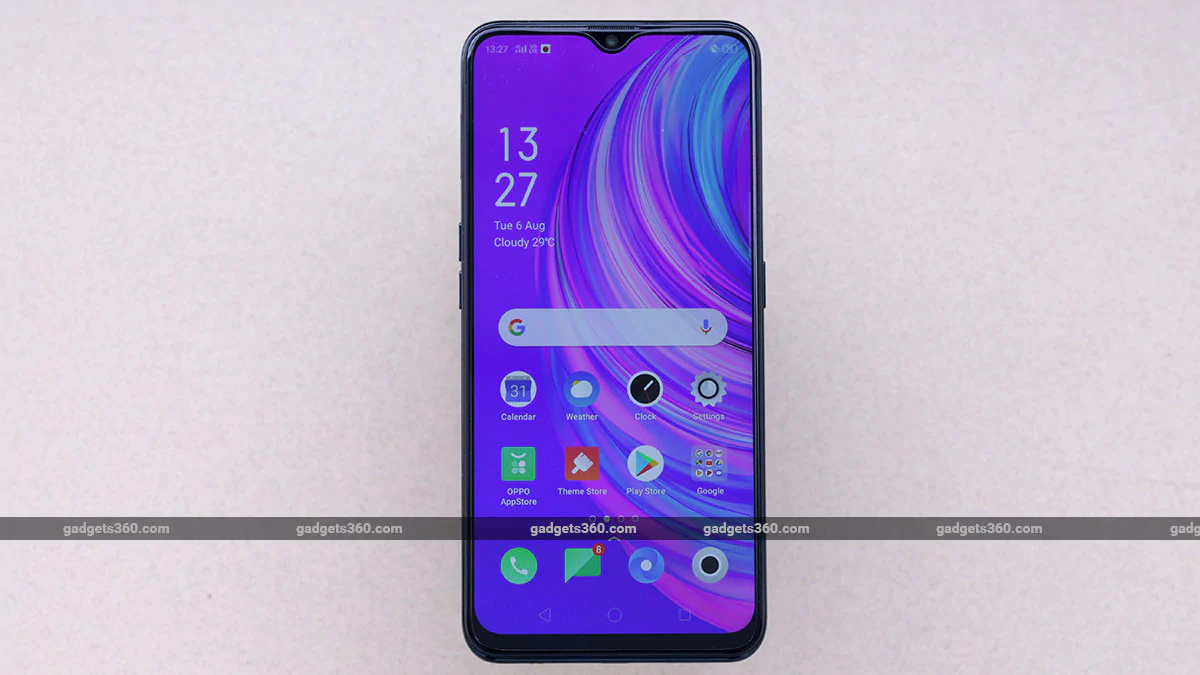 13:27
13
27
Tue 6 Aug
Cloudy 29°C
G
31
Calendar
Weather
Clock
Settings
OPPO
AppStore
Theme Store
Play Store
Google
gadgets360.com gadgets360.com gadgets360.com gadgets360.com gadgets360.com ga
8